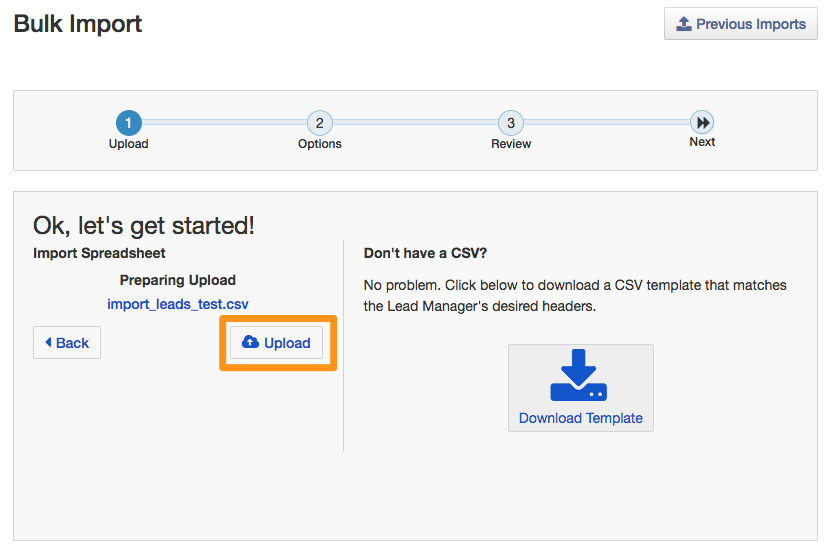 Bulk Import
Previous Imports
1
2
3
Upload
Options
Review
Next
Ok, let's get started!
Import Spreadsheet
Preparing Upload
import_leads_test.csv
Back
Upload
Don't have a CSV?
No problem. Click below to download a CSV template that matches
the Lead Manager's desired headers.
Download Template